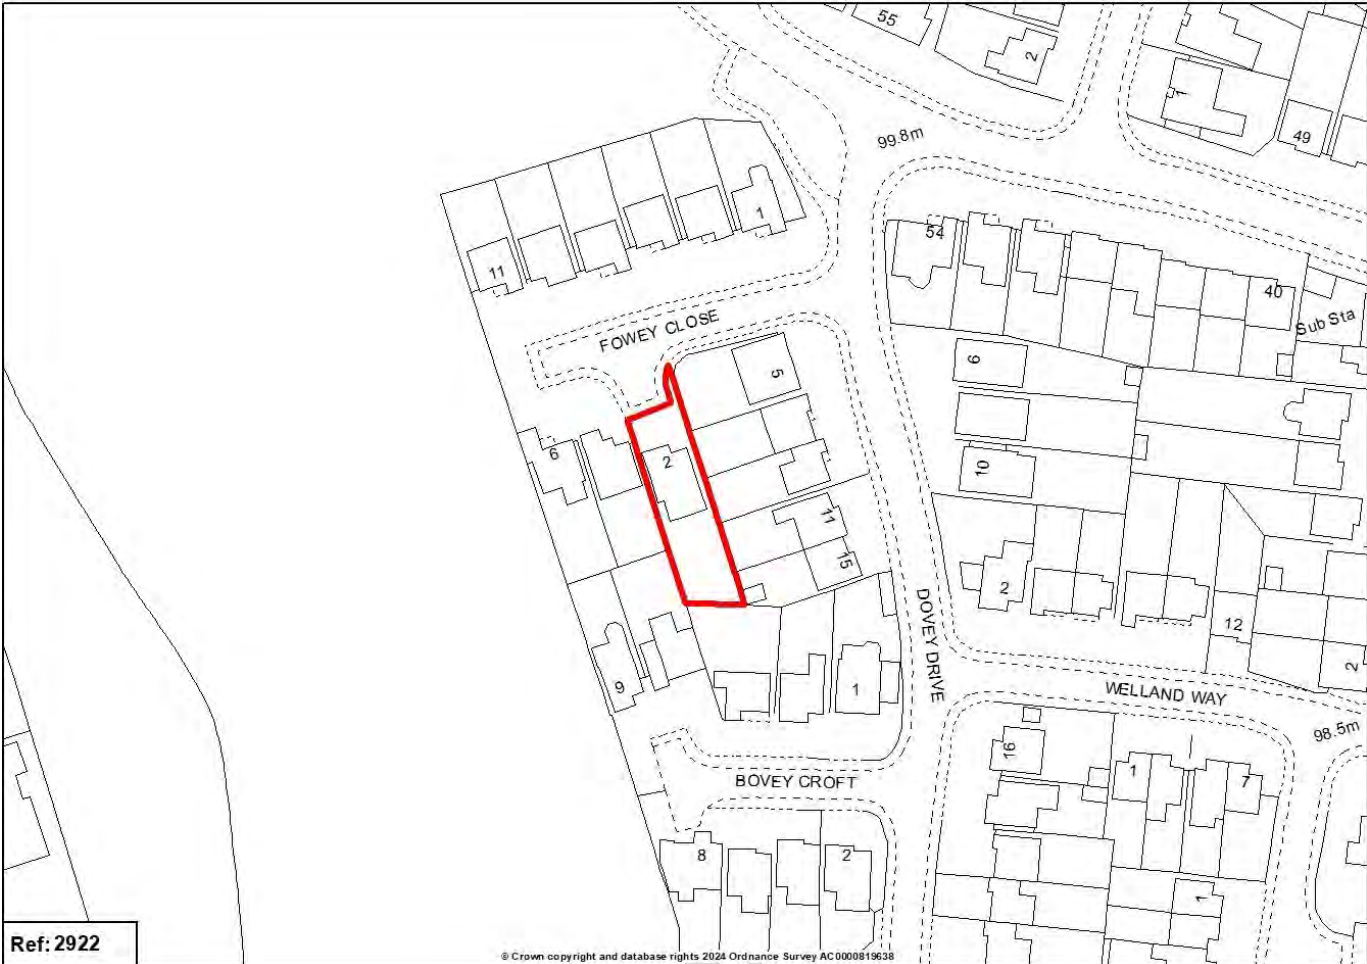 55
2
1
49
99.8m
1
54
11
40
Sub Sta
FOWEY CLOSE
6
5
6
2
10
11
15
2
DOVEY DRIVE
12
2
9
1
WELLAND WAY
98.5m
16
1
7
BOVEY CROFT
8
2
1
Ref: 2922
© Crown copyright and database rights 2024 Ordnance Survey AC0000819638